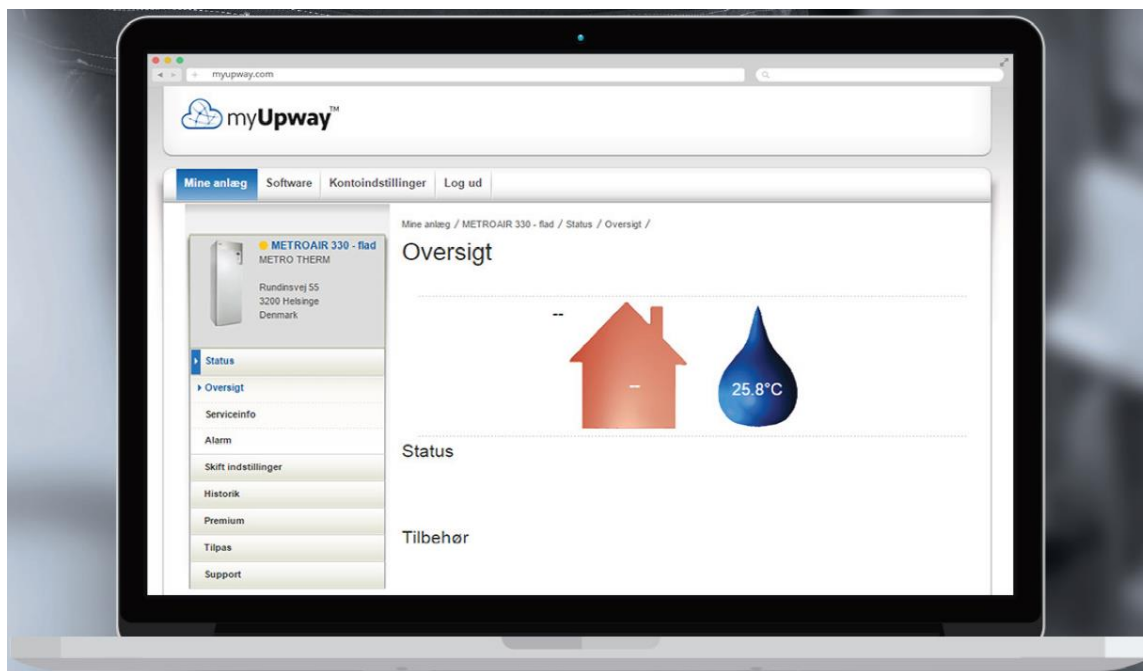 myupway.com
myUpway™
Mine anlæg Software Kontoindstillinger Log ud
METROAIR 330 - flad
METRO THERM
Rundinsvej 55
3200 Helsinge
Denmark
Status
Oversigt
Serviceinfo
Alarm
Skift indstillinger
Historik
Premium
Tilpas
Support
Mine anlæg / METROAIR 330 - flad / Status / Oversigt /
Oversigt
--
--
25.8°C
Status
Tilbehør